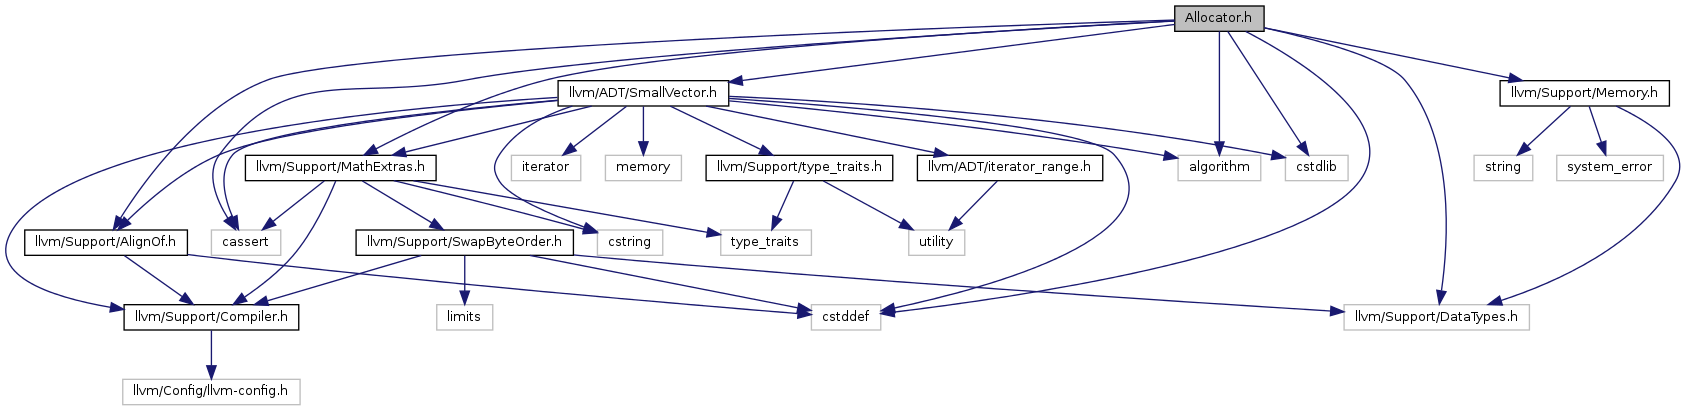 Allocator.h
llvm/ADT/SmallVector.h
llvm/Support/Memory.h
llvm/Support/MathExtras.h
iterator
memory
llvm/Support/type_traits.h
llvm/ADT/iterator_range.h
algorithm
cstdlib
string
system_error
llvm/Support/AlignOf.h
cassert
llvm/Support/SwapByteOrder.h
cstring
type_traits
utility
llvm/Support/Compiler.h
limits
cstddef
llvm/Support/DataTypes.h
llvm/Config/llvm-config.h